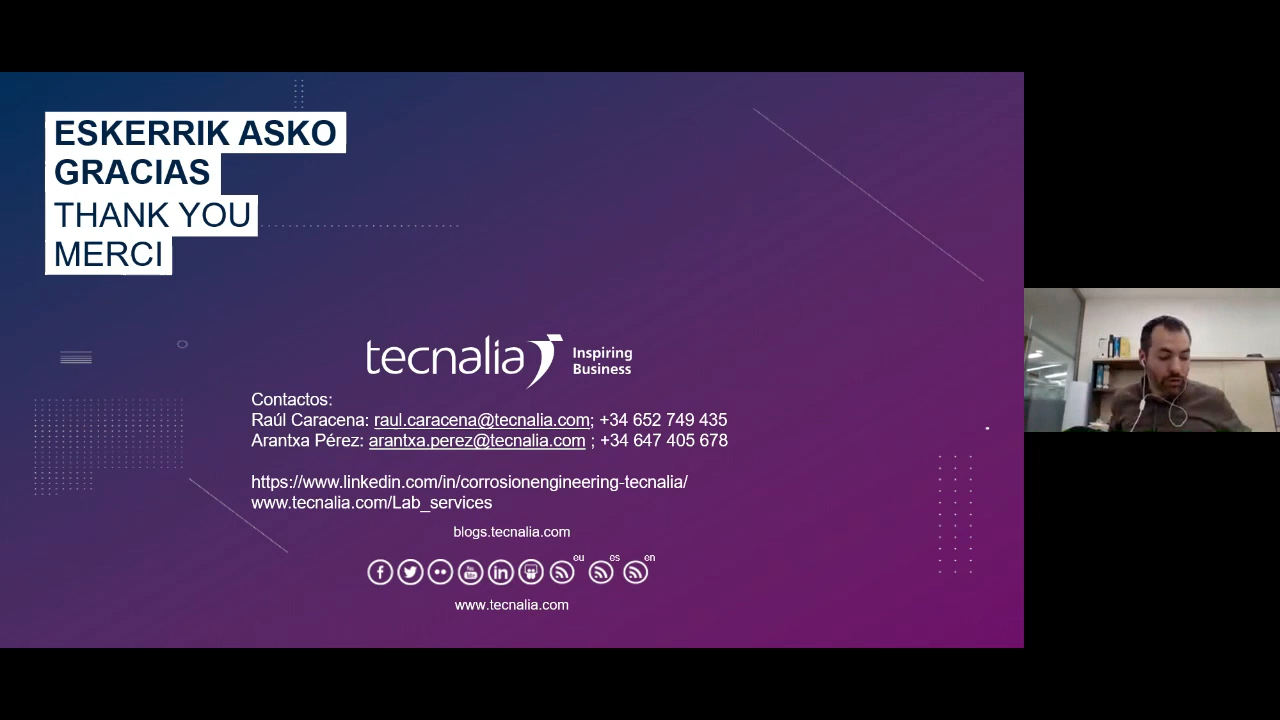 ESKERRIK ASKO
GRACIAS
THANK YOU
MERCI
tecnalia Inspiring
Business
Contactos:
Raúl Caracena: raul.caracena@tecnalia.com; +34 652 749 435
Arantxa Pérez: arantxa.perez@tecnalia.com ; +34 647 405 678
https://www.linkedin.com/in/corrosionengineering-tecnalia/
www.tecnalia.com/Lab_services
blogs.tecnalia.com
eu es en
www.tecnalia.com